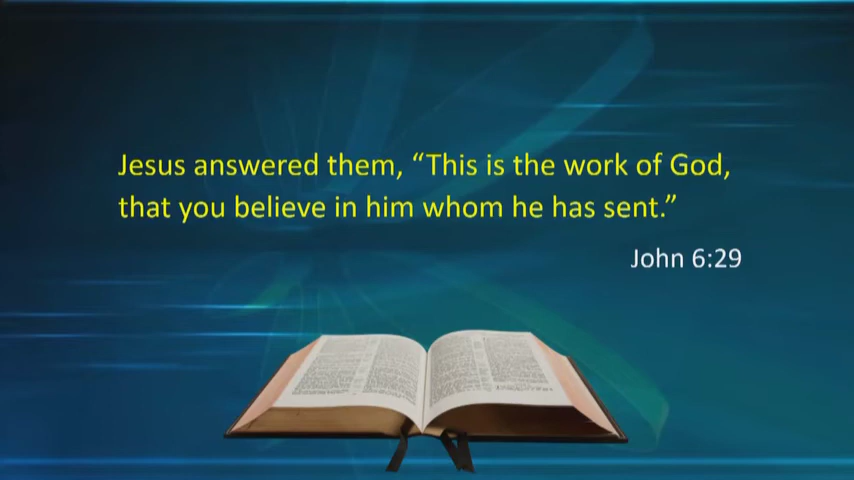 Jesus answered them, “This is the work of God,
that you believe in him whom he has sent.”
John 6:29